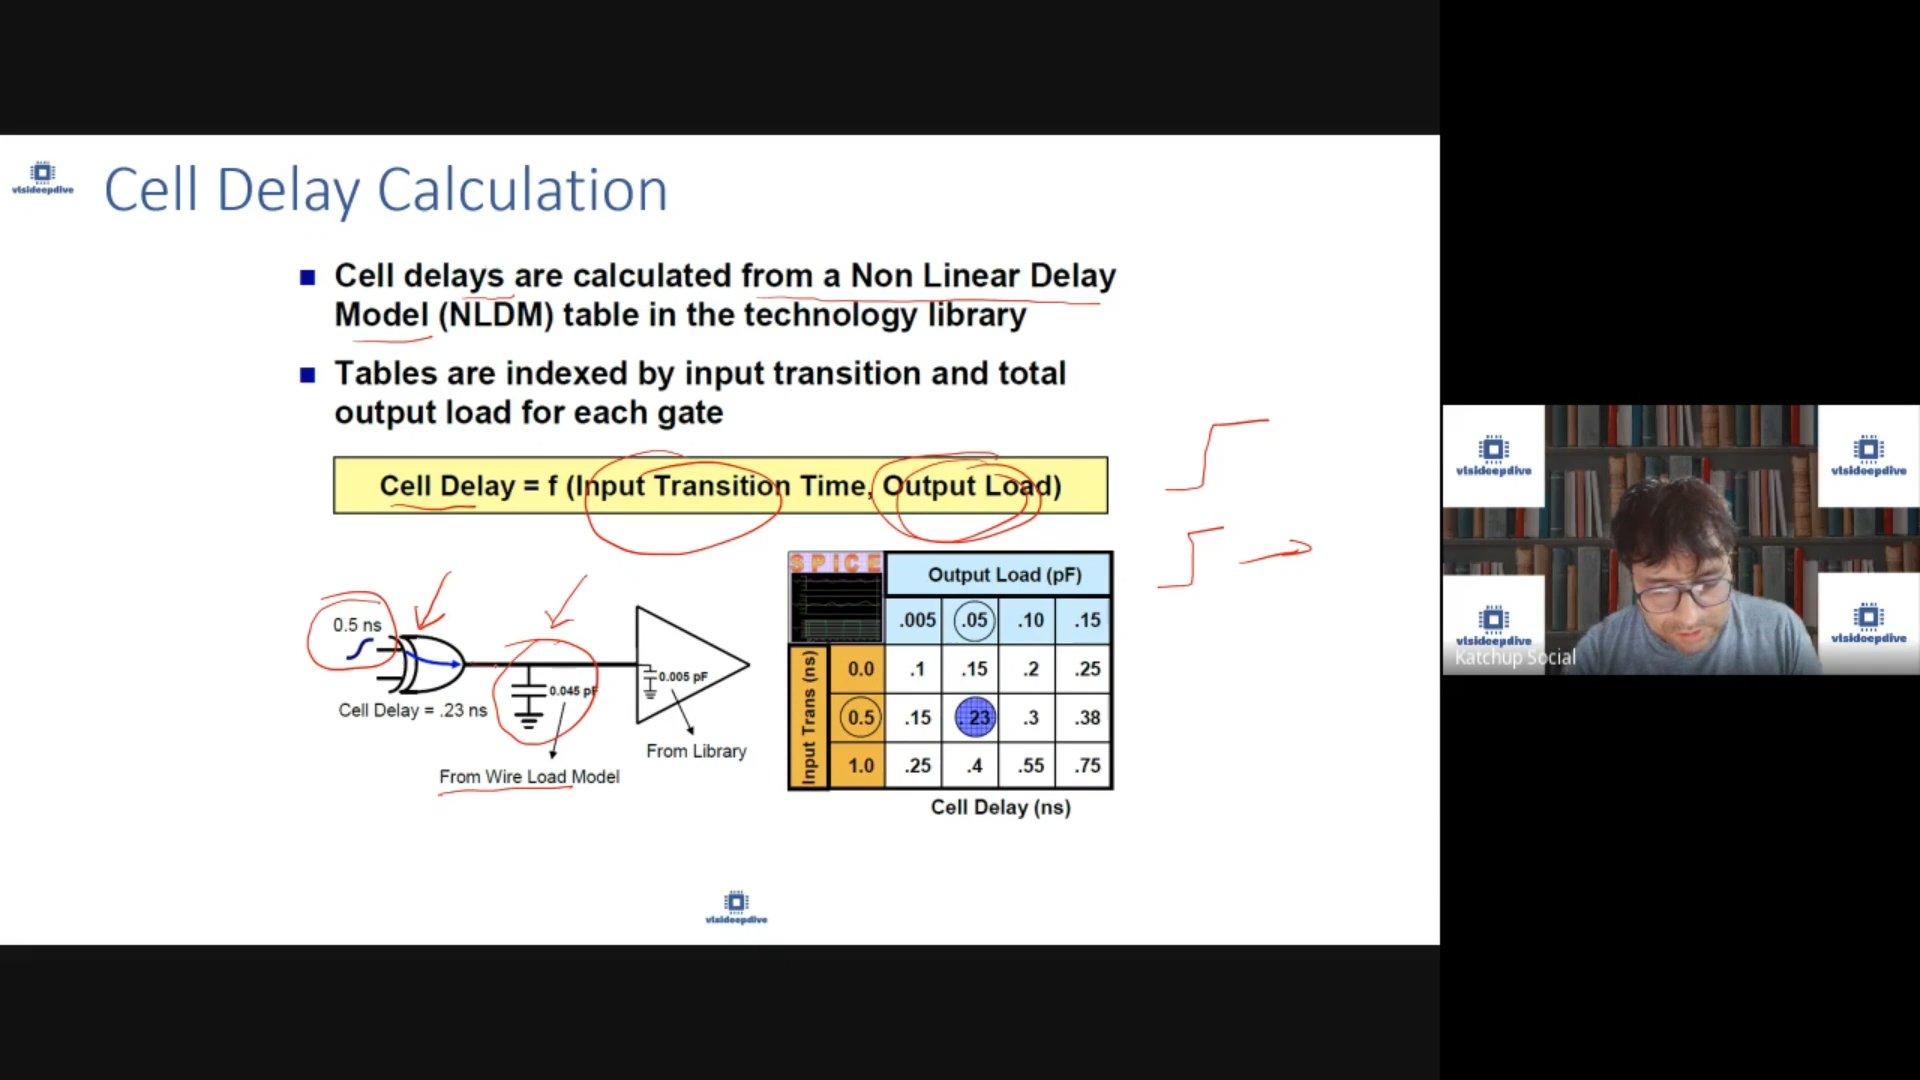 vlsideepdive
Cell Delay Calculation
Cell delays are calculated from a Non Linear Delay
Model (NLDM) table in the technology library
Tables are indexed by input transition and total
output load for each gate
Cell Delay = f (Input Transition Time, Output Load)
0.5 ns
Cell Delay = .23 ns
0.045 pF
0.005 pF
From Library
From Wire Load Model
SPICE
Output Load (pF)
.005 .05 .10 .15
Input Trans (ns)
0.0 .1 .15 .2 .25
0.5 .15 .23 .3 .38
1.0 .25 .4 .55 .75
Cell Delay (ns)
vlsideepdive
vlsideepdive
vlsideepdive
vlsideepdive
vlsideepdive
Katchup Social